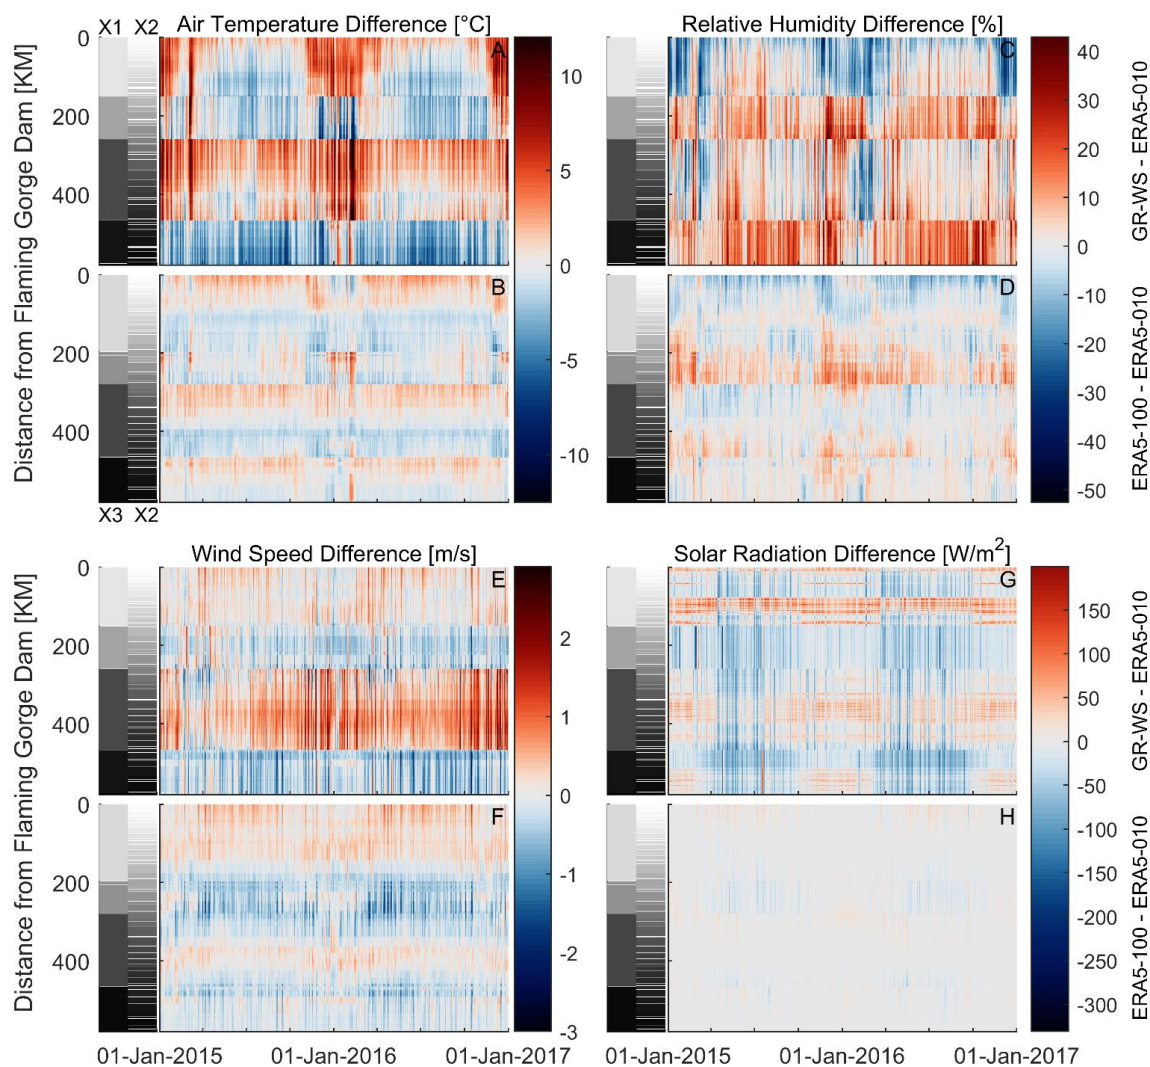 X1 X2
Air Temperature Difference [°C]
Relative Humidity Difference [%]
Distance from Flaming Gorge Dam [KM]
0
200
400
A
0
200
400
B
10
5
0
-5
-10
C
D
40
30
20
10
0
-10
-20
-30
-40
-50
GR-WS - ERA5-010
ERA5-100 - ERA5-010
X3 X2
Wind Speed Difference [m/s]
Solar Radiation Difference [W/m²]
Distance from Flaming Gorge Dam [KM]
0
200
400
E
0
200
400
F
2
1
0
-1
-2
-3
G
H
150
100
50
0
-50
-100
-150
-200
-250
-300
GR-WS - ERA5-010
ERA5-100 - ERA5-010
01-Jan-2015 01-Jan-2016 01-Jan-2017
01-Jan-2015 01-Jan-2016 01-Jan-2017